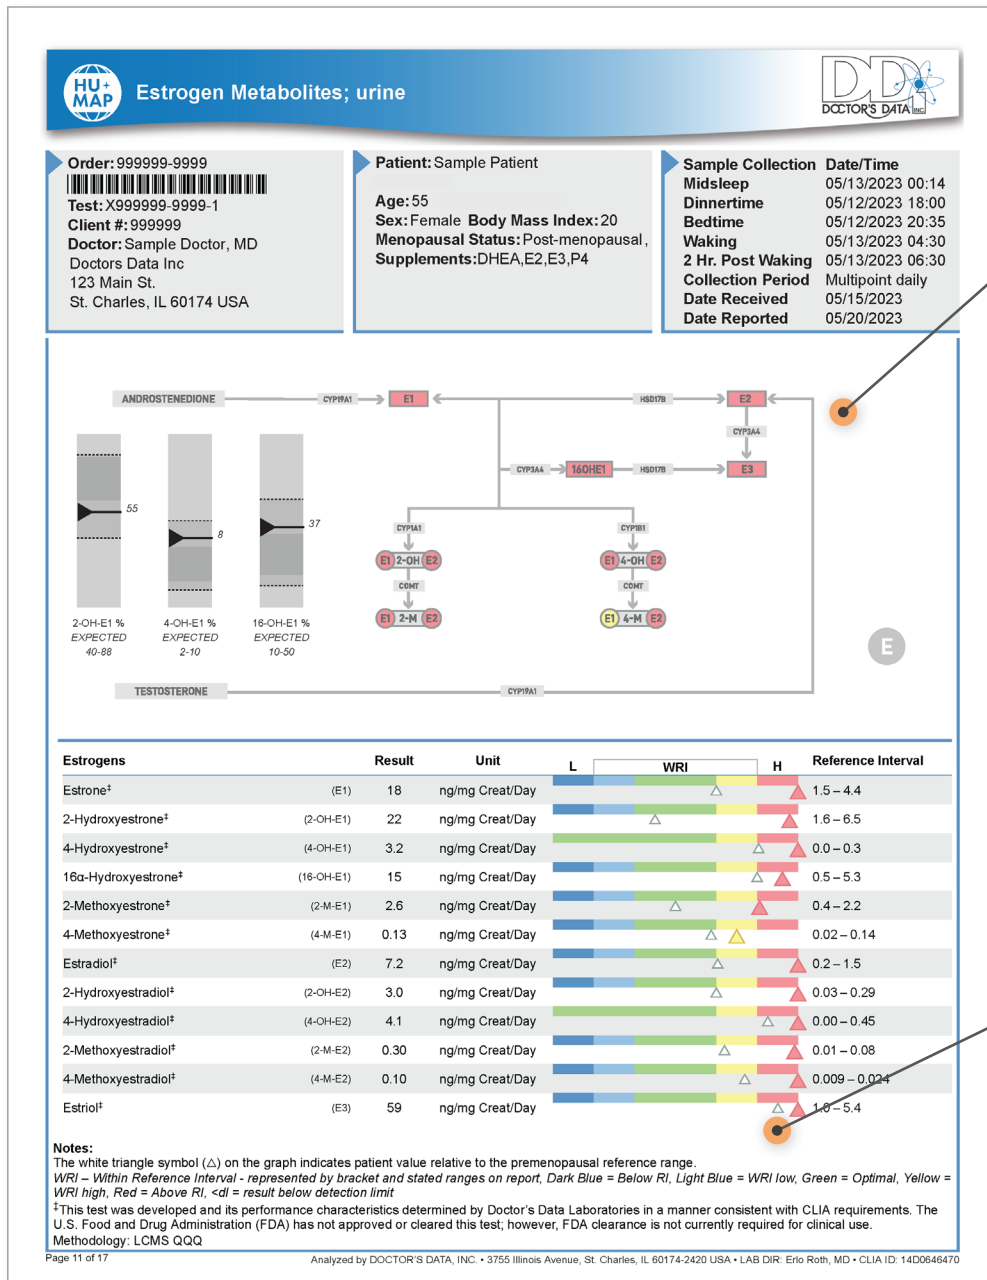 HU+
MAP
Estrogen Metabolites; urine
DD
DOCTOR'S DATA INC
Order: 999999-9999
Test: X999999-9999-1
Client #: 999999
Doctor: Sample Doctor, MD
Doctors Data Inc
123 Main St.
St. Charles, IL 60174 USA
Patient: Sample Patient
Age: 55
Sex: Female Body Mass Index: 20
Menopausal Status: Post-menopausal,
Supplements: DHEA,E2,E3,P4
Sample Collection Date/Time
Midsleep 05/13/2023 00:14
Dinnertime 05/12/2023 18:00
Bedtime 05/12/2023 20:35
Waking 05/13/2023 04:30
2 Hr. Post Waking 05/13/2023 06:30
Collection Period Multipoint daily
Date Received 05/15/2023
Date Reported 05/20/2023
ANDROSTENEDIONE CYP19A1 E1 HSD17B E2
CYP3A4
CYP3A4 16OHE1 HSD17B E3
55 8 37
CYP1A1 CYP1B1
E1 2-OH E2 E1 4-OH E2
COMT COMT
E1 2-M E2 E1 4-M E2
2-OH-E1 % 4-OH-E1 % 16-OH-E1 %
EXPECTED EXPECTED EXPECTED
40-88 2-10 10-50
E
TESTOSTERONE CYP19A1
Estrogens Result Unit L WRI H Reference Interval
Estrone‡ (E1) 18 ng/mg Creat/Day 1.5 – 4.4
2-Hydroxyestrone‡ (2-OH-E1) 22 ng/mg Creat/Day 1.6 – 6.5
4-Hydroxyestrone‡ (4-OH-E1) 3.2 ng/mg Creat/Day 0.0 – 0.3
16α-Hydroxyestrone‡ (16-OH-E1) 15 ng/mg Creat/Day 0.5 – 5.3
2-Methoxyestrone‡ (2-M-E1) 2.6 ng/mg Creat/Day 0.4 – 2.2
4-Methoxyestrone‡ (4-M-E1) 0.13 ng/mg Creat/Day 0.02 – 0.14
Estradiol‡ (E2) 7.2 ng/mg Creat/Day 0.2 – 1.5
2-Hydroxyestradiol‡ (2-OH-E2) 3.0 ng/mg Creat/Day 0.03 – 0.29
4-Hydroxyestradiol‡ (4-OH-E2) 4.1 ng/mg Creat/Day 0.00 – 0.45
2-Methoxyestradiol‡ (2-M-E2) 0.30 ng/mg Creat/Day 0.01 – 0.08
4-Methoxyestradiol‡ (4-M-E2) 0.10 ng/mg Creat/Day 0.009 – 0.024
Estriol‡ (E3) 59 ng/mg Creat/Day 1.0 – 5.4
Notes:
The white triangle symbol (△) on the graph indicates patient value relative to the premenopausal reference range.
WRI – Within Reference Interval - represented by bracket and stated ranges on report, Dark Blue = Below RI, Light Blue = WRI low, Green = Optimal, Yellow =
WRI high, Red = Above RI, <dl = result below detection limit
‡This test was developed and its performance characteristics determined by Doctor's Data Laboratories in a manner consistent with CLIA requirements. The
U.S. Food and Drug Administration (FDA) has not approved or cleared this test; however, FDA clearance is not currently required for clinical use.
Methodology: LCMS QQQ
Page 11 of 17 Analyzed by DOCTOR'S DATA, INC. • 3755 Illinois Avenue, St. Charles, IL 60174-2420 USA • LAB DIR: Erlo Roth, MD • CLIA ID: 14D0646470